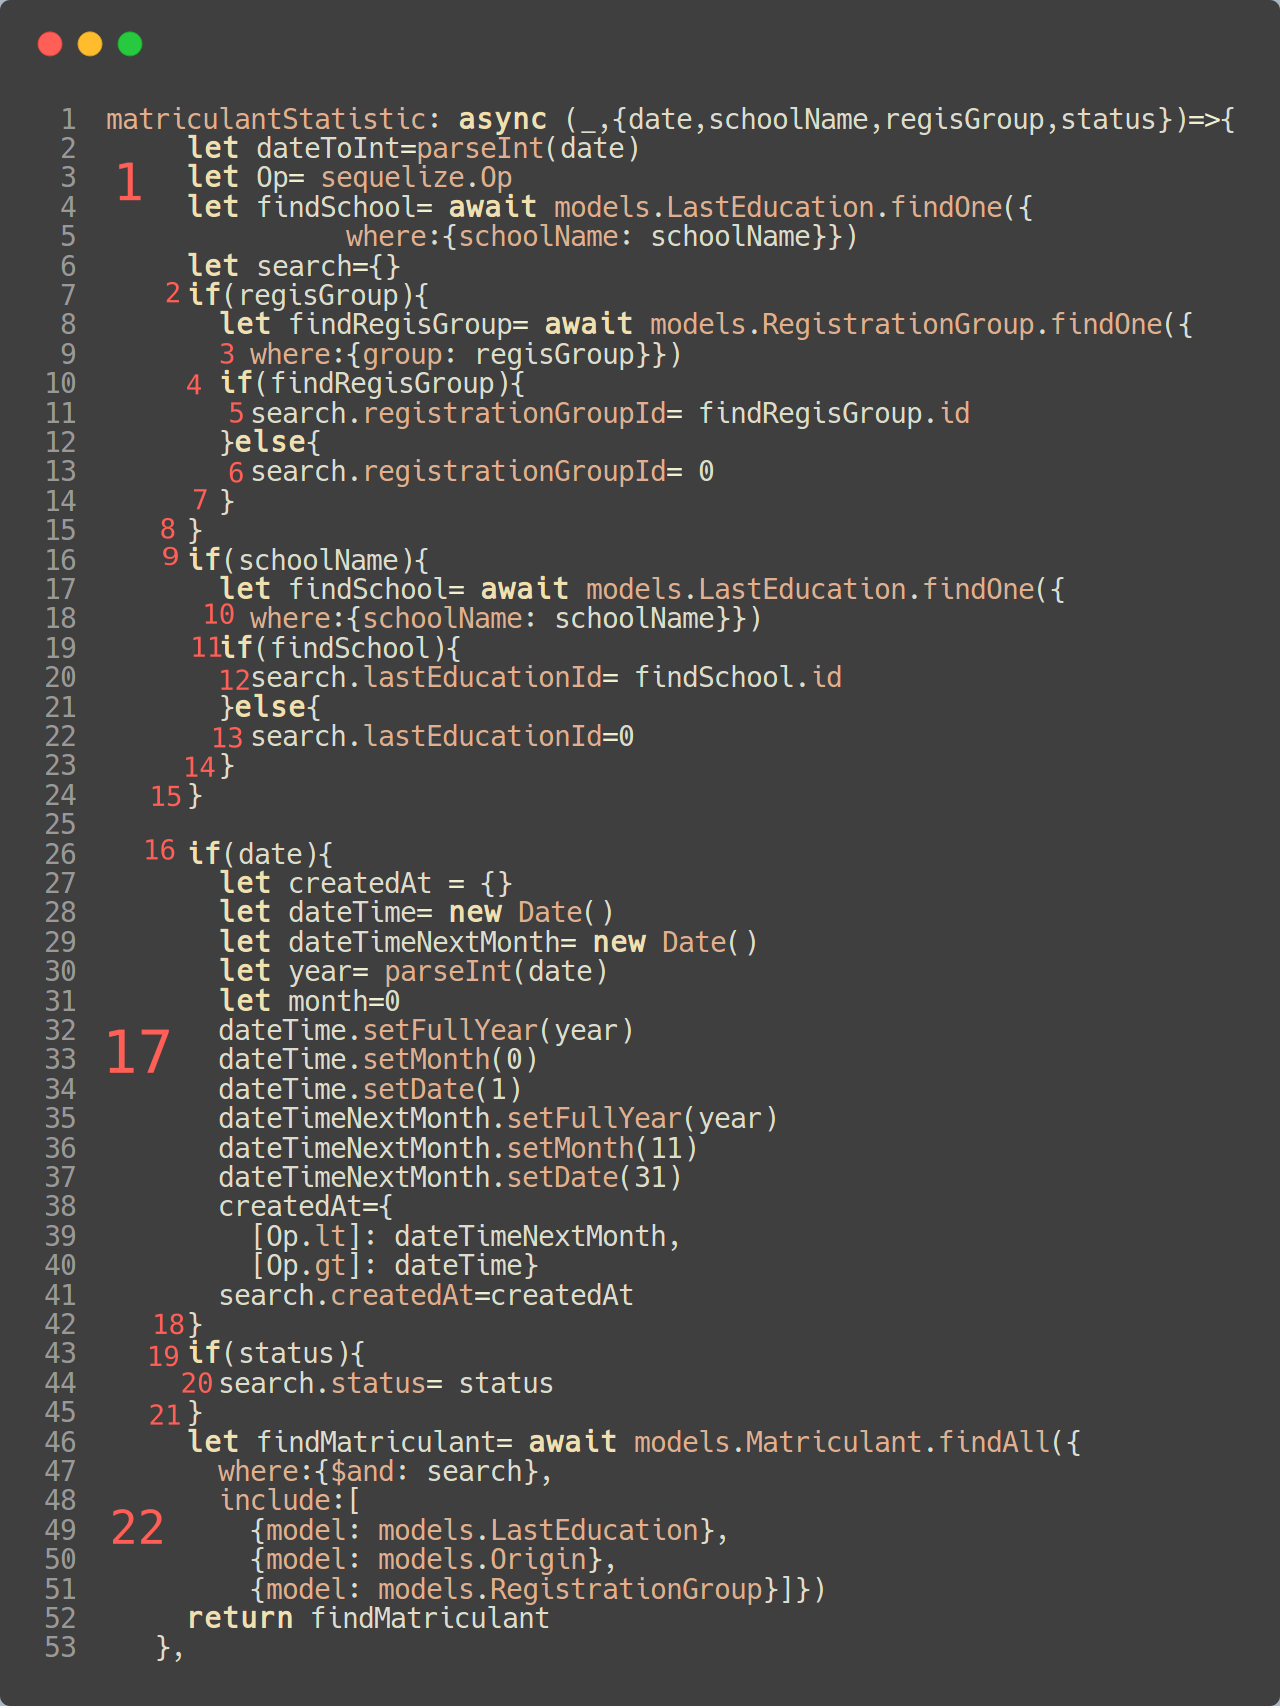 1 matriculantStatistic: async (_,{date,schoolName,regisGroup,status})=>{
2 let dateToInt=parseInt(date)
3 1 let Op= sequelize.Op
4 let findSchool= await models.LastEducation.findOne({
5 where:{schoolName: schoolName}})
6 let search={}
7 2 if(regisGroup){
8 let findRegisGroup= await models.RegistrationGroup.findOne({
9 3 where:{group: regisGroup}})
10 4 if(findRegisGroup){
11 5 search.registrationGroupId= findRegisGroup.id
12 }else{
13 6 search.registrationGroupId= 0
14 7 }
15 8 }
16 9 if(schoolName){
17 let findSchool= await models.LastEducation.findOne({
18 10 where:{schoolName: schoolName}})
19 11 if(findSchool){
20 12 search.lastEducationId= findSchool.id
21 }else{
22 13 search.lastEducationId=0
23 14 }
24 15 }
25
26 16 if(date){
27 let createdAt = {}
28 let dateTime= new Date()
29 let dateTimeNextMonth= new Date()
30 let year= parseInt(date)
31 let month=0
32 17 dateTime.setFullYear(year)
33 dateTime.setMonth(0)
34 dateTime.setDate(1)
35 dateTimeNextMonth.setFullYear(year)
36 dateTimeNextMonth.setMonth(11)
37 dateTimeNextMonth.setDate(31)
38 createdAt={
39 [Op.lt]: dateTimeNextMonth,
40 [Op.gt]: dateTime}
41 search.createdAt=createdAt
42 18 }
43 19 if(status){
44 20 search.status= status
45 21 }
46 let findMatriculant= await models.Matriculant.findAll({
47 where:{$and: search},
48 include:[
49 22 {model: models.LastEducation},
50 {model: models.Origin},
51 {model: models.RegistrationGroup}]})
52 return findMatriculant
53 },